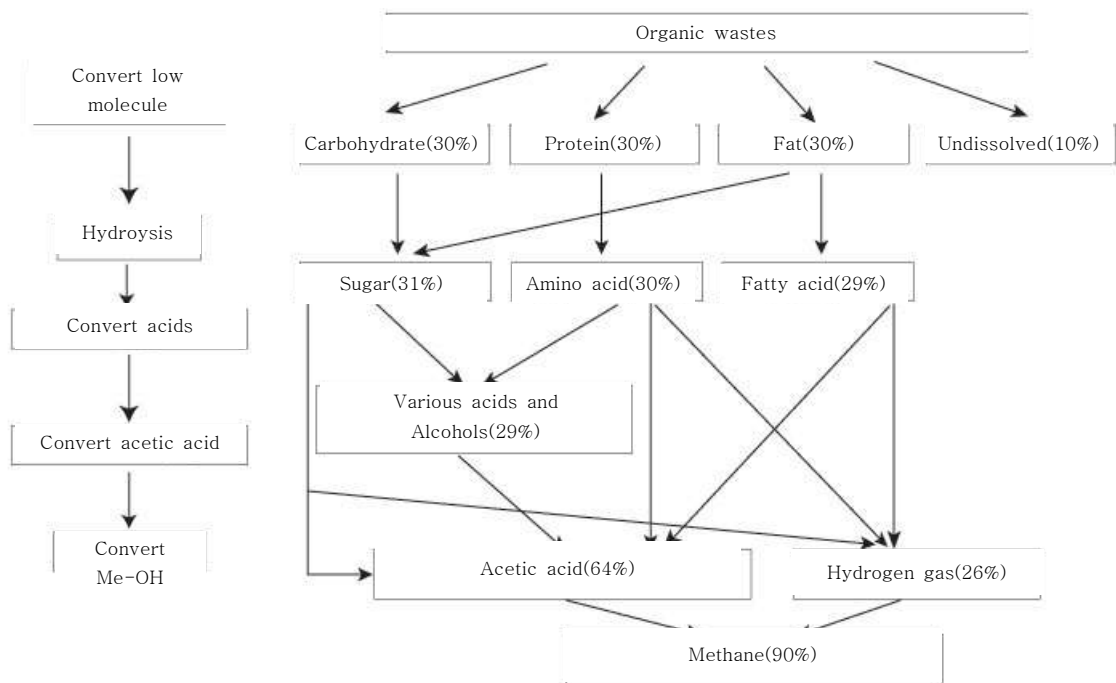 Organic wastes
Convert low
molecule
Carbohydrate(30%)
Protein(30%)
Fat(30%)
Undissolved(10%)
Hydroysis
Sugar(31%)
Amino acid(30%)
Fatty acid(29%)
Convert acids
Various acids and
Alcohols(29%)
Convert acetic acid
Convert
Me-OH
Acetic acid(64%)
Hydrogen gas(26%)
Methane(90%)